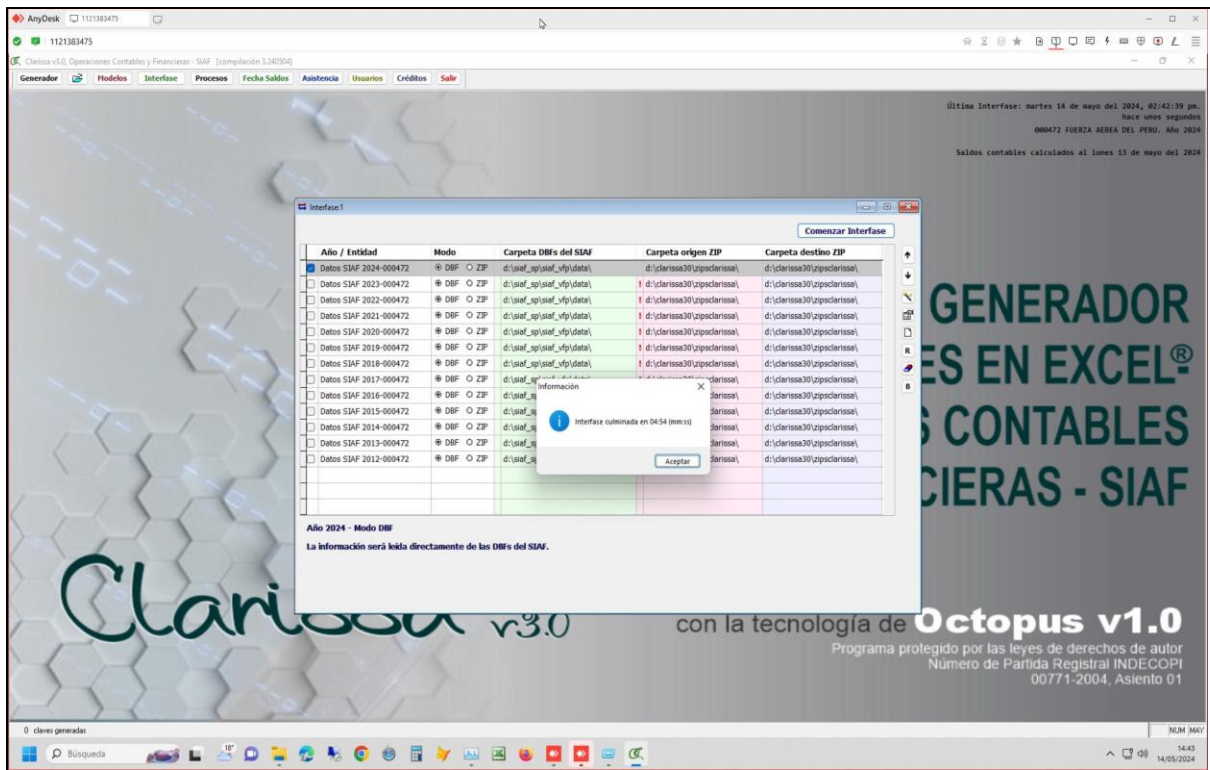 AnyDesk 1121383475
1121383475
Clarissa v3.0, Operaciones Contables y Financieras - SIAF [compilación 3.240504]
Generador Modelos Interfase Procesos Fecha Saldos Asistencia Usuarios Créditos Salir
Última Interfase: martes 14 de mayo del 2024, 02:42:39 pm.
hace unos segundos
000472 FUERZA AEREA DEL PERU. Año 2024
Saldos contables calculados al lunes 13 de mayo del 2024
Interfase:1
Comenzar Interfase
Año / Entidad Modo Carpeta DBFs del SIAF Carpeta origen ZIP Carpeta destino ZIP
Datos SIAF 2024-000472 DBF ZIP d:\siaf_sp\siaf_vfp\data\ d:\clarissa30\zipsclarissa\ d:\clarissa30\zipsclarissa\
Datos SIAF 2023-000472 DBF ZIP d:\siaf_sp\siaf_vfp\data\ ! d:\clarissa30\zipsclarissa\ d:\clarissa30\zipsclarissa\
Datos SIAF 2022-000472 DBF ZIP d:\siaf_sp\siaf_vfp\data\ ! d:\clarissa30\zipsclarissa\ d:\clarissa30\zipsclarissa\
Datos SIAF 2021-000472 DBF ZIP d:\siaf_sp\siaf_vfp\data\ ! d:\clarissa30\zipsclarissa\ d:\clarissa30\zipsclarissa\
Datos SIAF 2020-000472 DBF ZIP d:\siaf_sp\siaf_vfp\data\ ! d:\clarissa30\zipsclarissa\ d:\clarissa30\zipsclarissa\
Datos SIAF 2019-000472 DBF ZIP d:\siaf_sp\siaf_vfp\data\ ! d:\clarissa30\zipsclarissa\ d:\clarissa30\zipsclarissa\
Datos SIAF 2018-000472 DBF ZIP d:\siaf_sp\siaf_vfp\data\ ! d:\clarissa30\zipsclarissa\ d:\clarissa30\zipsclarissa\
Datos SIAF 2017-000472 DBF ZIP d:\clarissa30\zipsclarissa\
Datos SIAF 2016-000472 DBF ZIP d:\siaf_s larissa\ d:\clarissa30\zipsclarissa\
Datos SIAF 2015-000472 DBF ZIP d:\siaf_s larissa\ d:\clarissa30\zipsclarissa\
Datos SIAF 2014-000472 DBF ZIP d:\siaf_s larissa\ d:\clarissa30\zipsclarissa\
Datos SIAF 2013-000472 DBF ZIP d:\siaf_s larissa\ d:\clarissa30\zipsclarissa\
Datos SIAF 2012-000472 DBF ZIP d:\siaf_s larissa\ d:\clarissa30\zipsclarissa\
R
B
Información
Interfase culminada en 04:54 (mm:ss)
Aceptar
Año 2024 - Modo DBF
La información será leída directamente de las DBFs del SIAF.
GENERADOR
ES EN EXCEL®
S CONTABLES
CIERAS - SIAF
Clarissa v3.0
con la tecnología de Octopus v1.0
Programa protegido por las leyes de derechos de autor
Número de Partida Registral INDECOPI
00771-2004, Asiento 01
0 claves generadas NUM MAY
Búsqueda 18° 14:43
14/05/2024